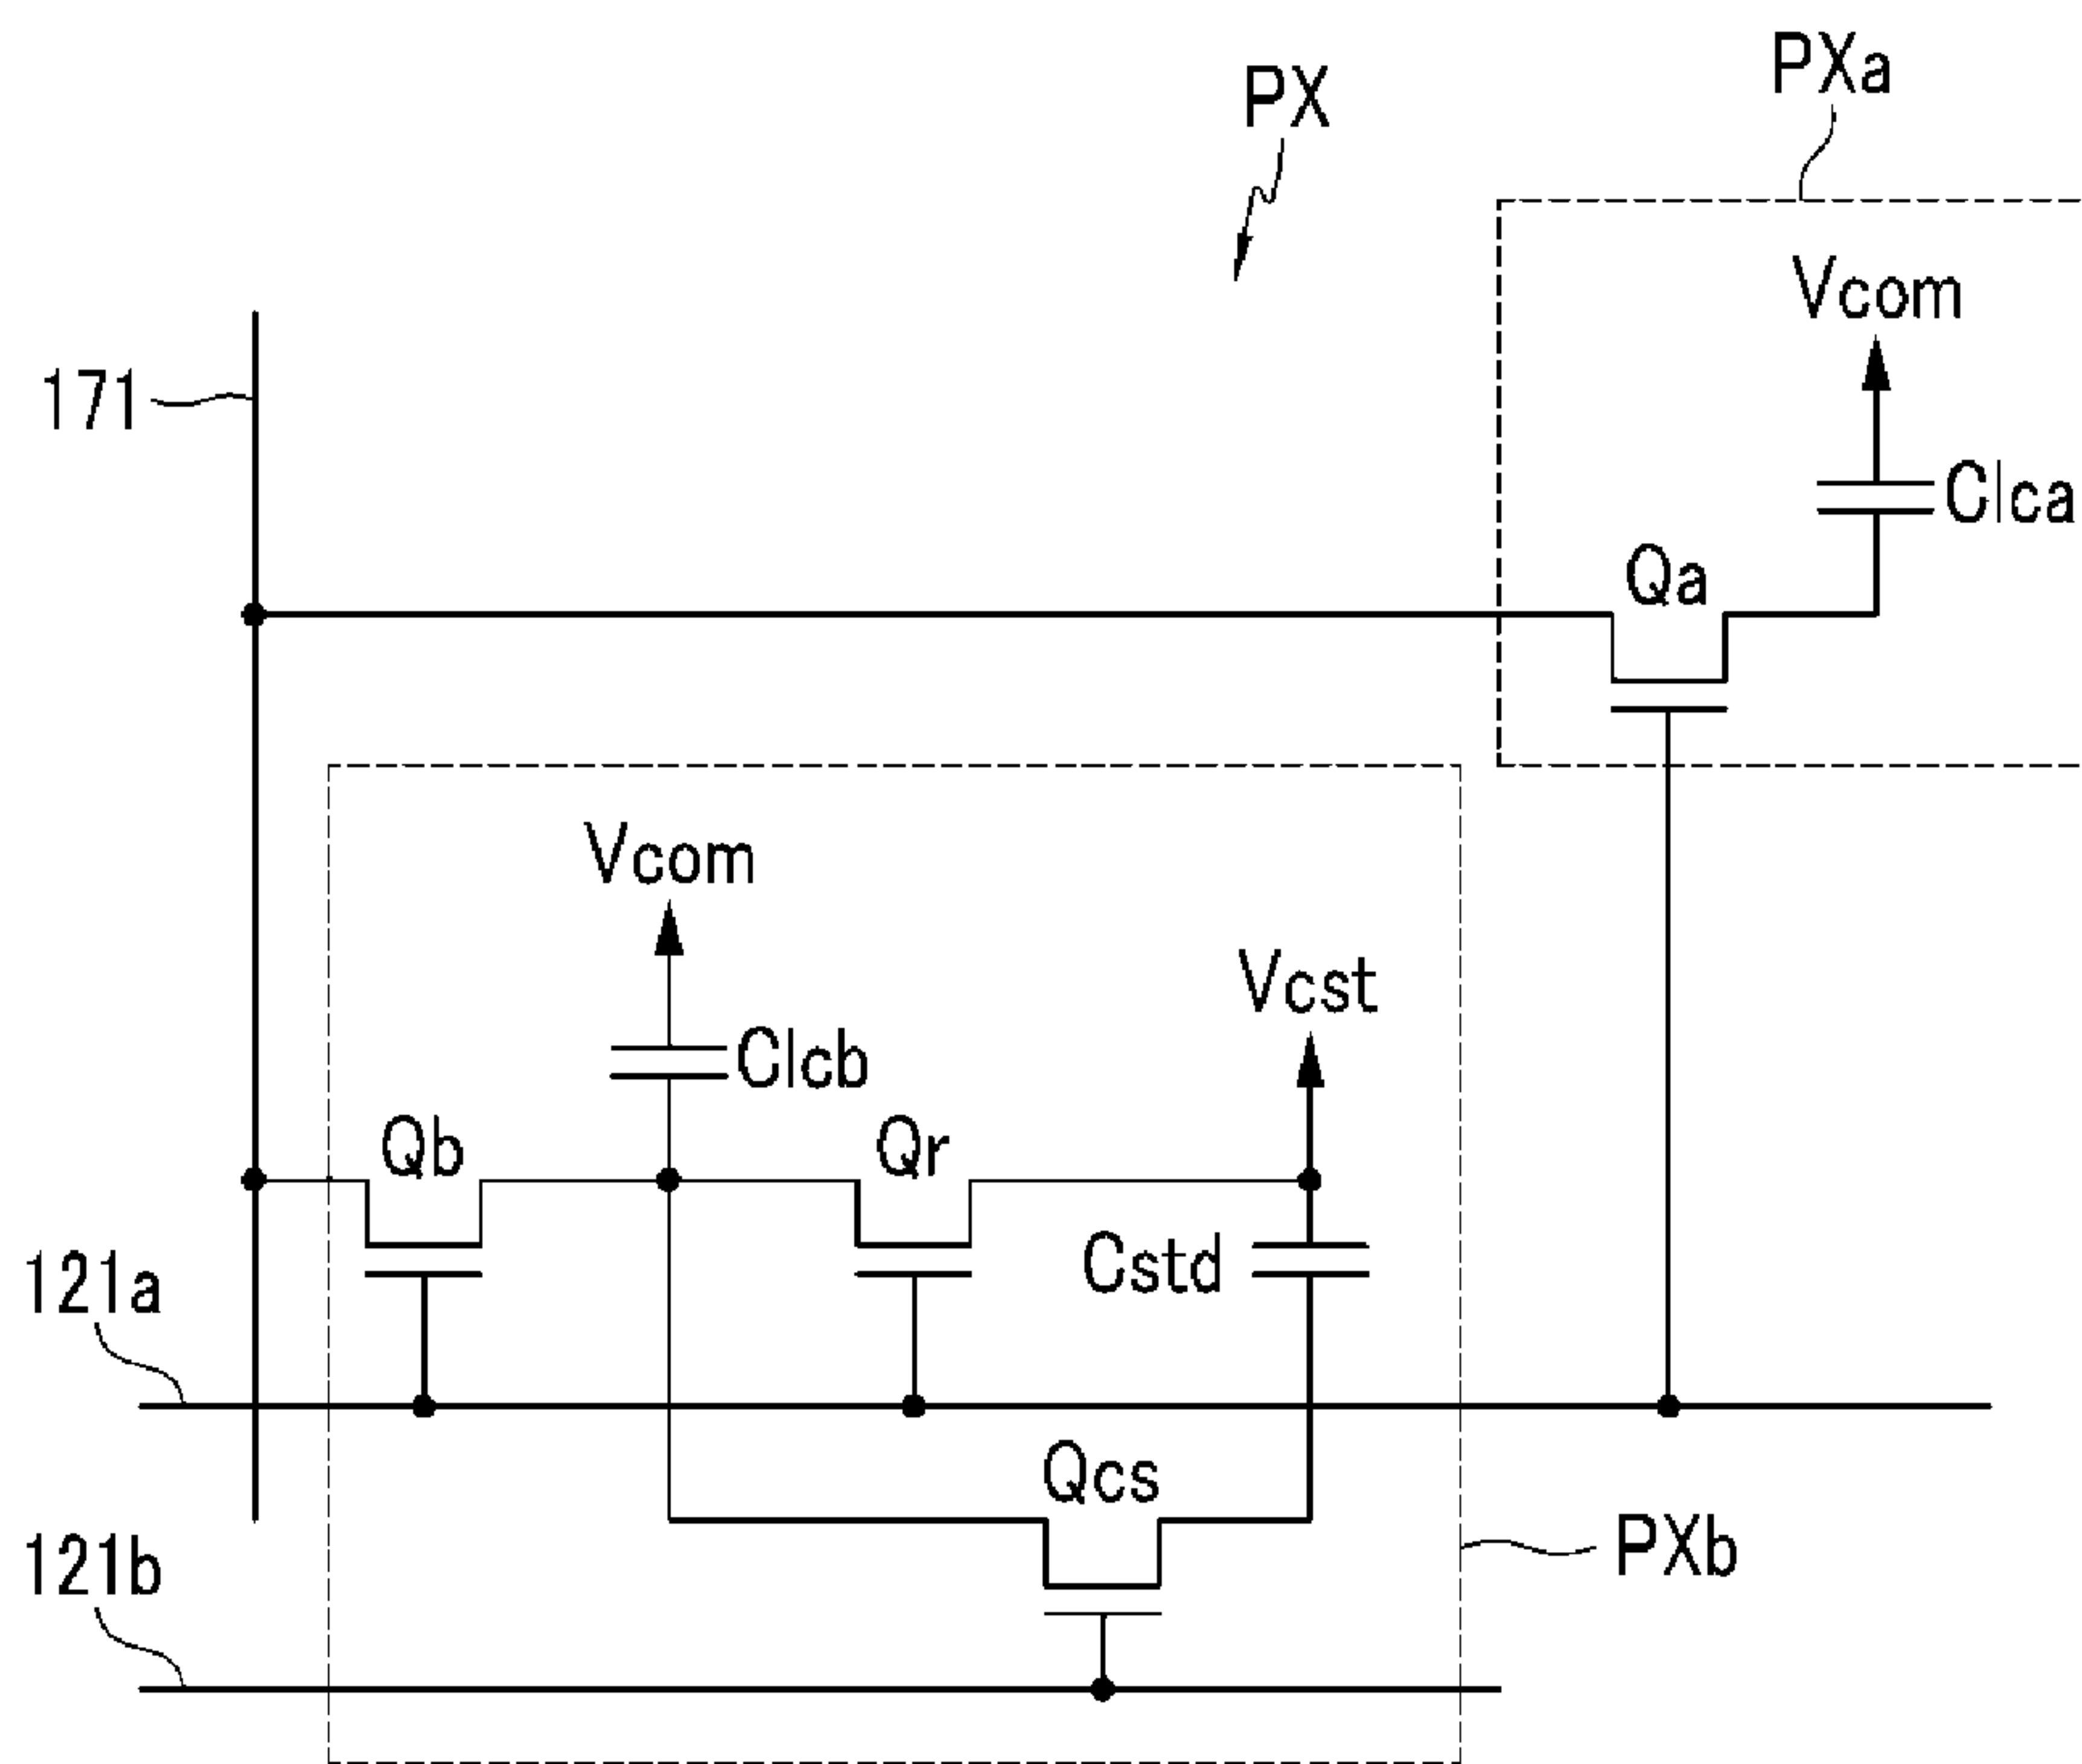 PXa
PX
Vcom
171
Clca
Qa
Vcom
Vcst
Clcb
Qb
Qr
Cstd
121a
Qcs
PXb
121b